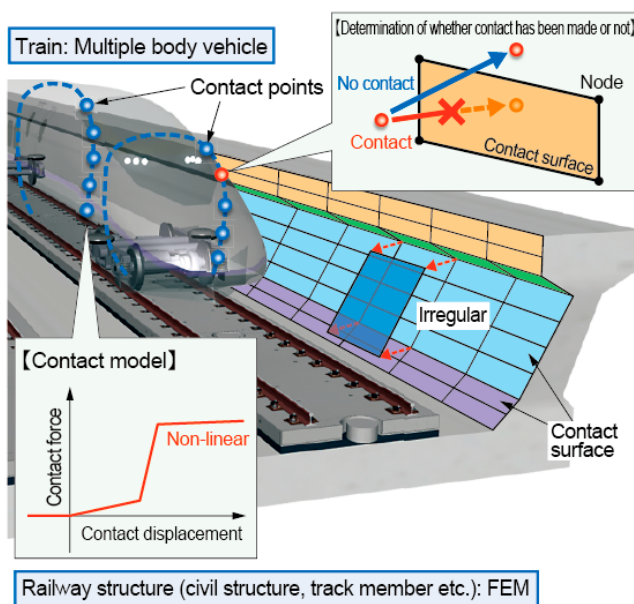 【Determination of whether contact has been made or not】
Train: Multiple body vehicle
Contact points
No contact
Node
Contact
Contact surface
Irregular
【Contact model】
Contact force
Non-linear
Contact displacement
Contact
surface
Railway structure (civil structure, track member etc.): FEM